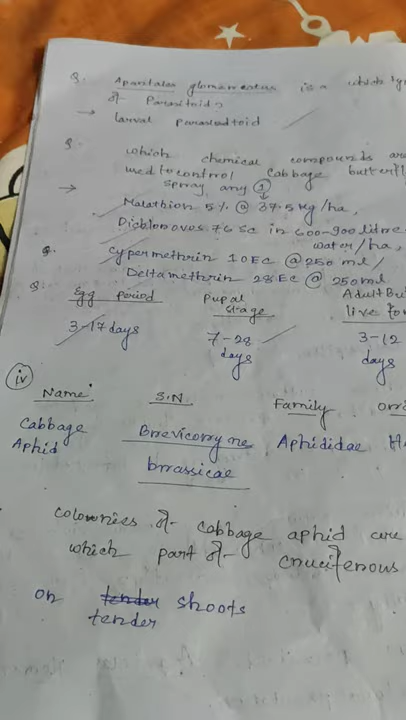 Q. Apantales glomarestus is a which
of Parasitoid?
→ Larval Parasiodtoid
Q. which chemical compounds are
used to control cabbage butterfl
→ Spray any ①
Malathion 5% @ 37.5 kg/ha,
Dichlorovos 76 SC in 600-900 litre
water/ha,
Q. Cypermethrin 10 EC @ 250 ml/
Deltamethrin 28 EC @ 250 ml
Q. Egg period Pupal Stage Adult Bu live fo
3-17 days 7-28 days 3-12 days
iv
Name S.N Family
Cabbage Aphid Brevicoryne brassicae Aphididae
colonies of cabbage aphid are
which part of cruciferous
on tender shoots
tender